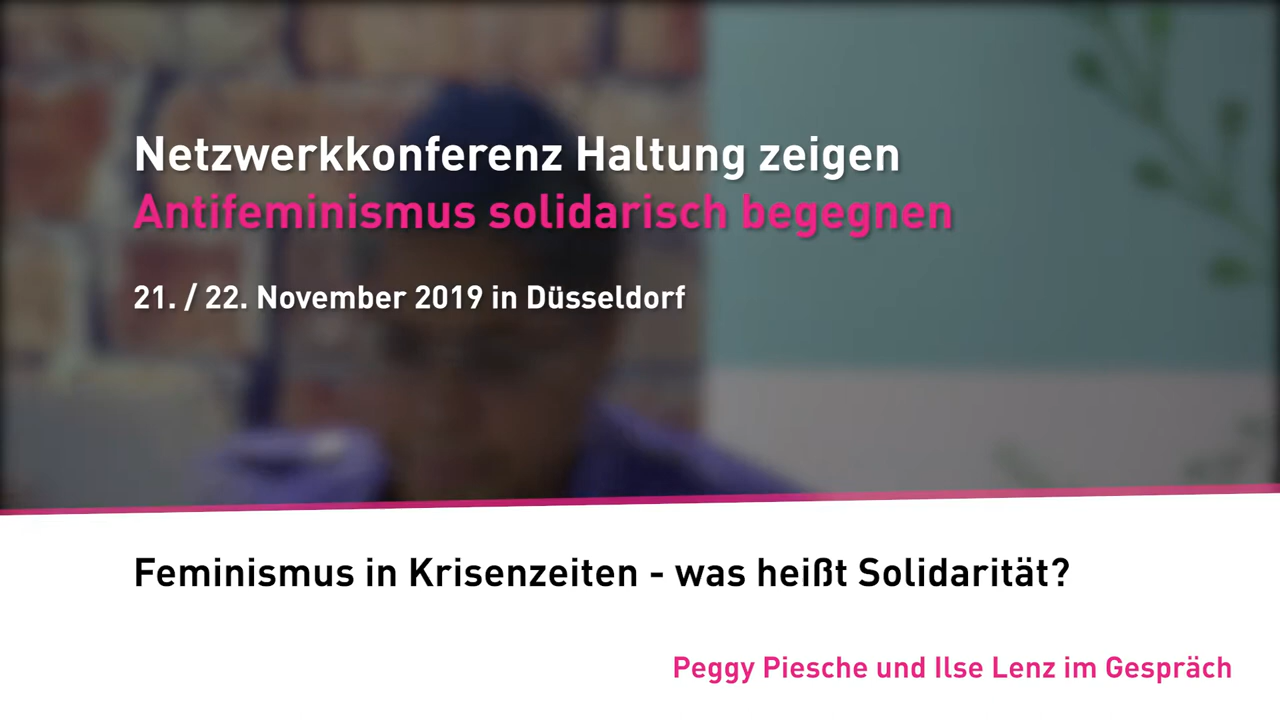 Netzwerkkonferenz Haltung zeigen
Antifeminismus solidarisch begegnen
21. / 22. November 2019 in Düsseldorf
Feminismus in Krisenzeiten - was heißt Solidarität?
Peggy Piesche und Ilse Lenz im Gespräch